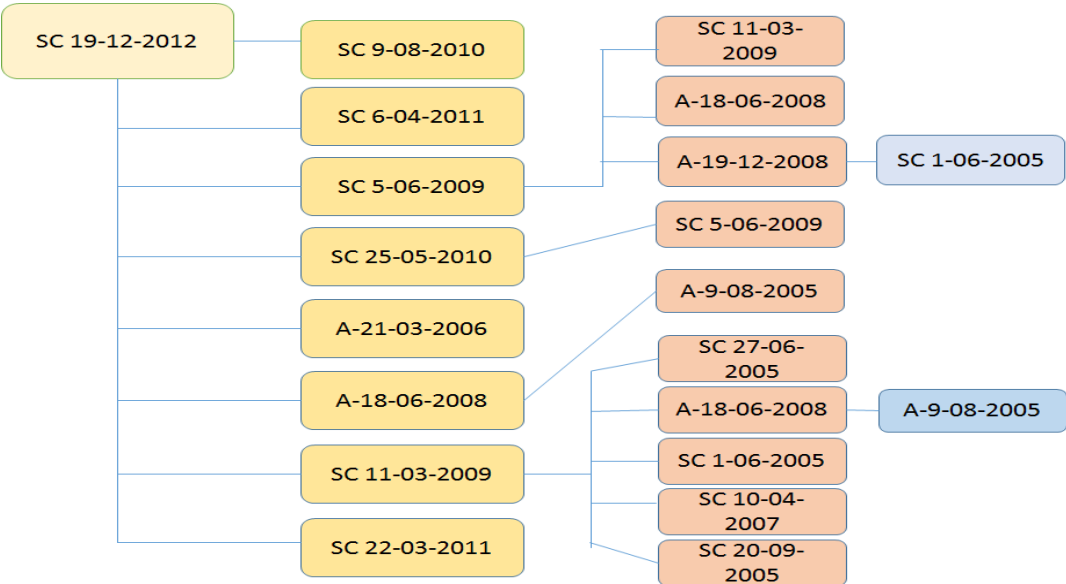 SC 19-12-2012
SC 9-08-2010
SC 6-04-2011
SC 5-06-2009
SC 25-05-2010
A-21-03-2006
A-18-06-2008
SC 11-03-2009
SC 22-03-2011
SC 11-03-
2009
A-18-06-2008
A-19-12-2008
SC 5-06-2009
A-9-08-2005
SC 27-06-
2005
A-18-06-2008
SC 1-06-2005
SC 10-04-
2007
SC 20-09-
2005
SC 1-06-2005
A-9-08-2005